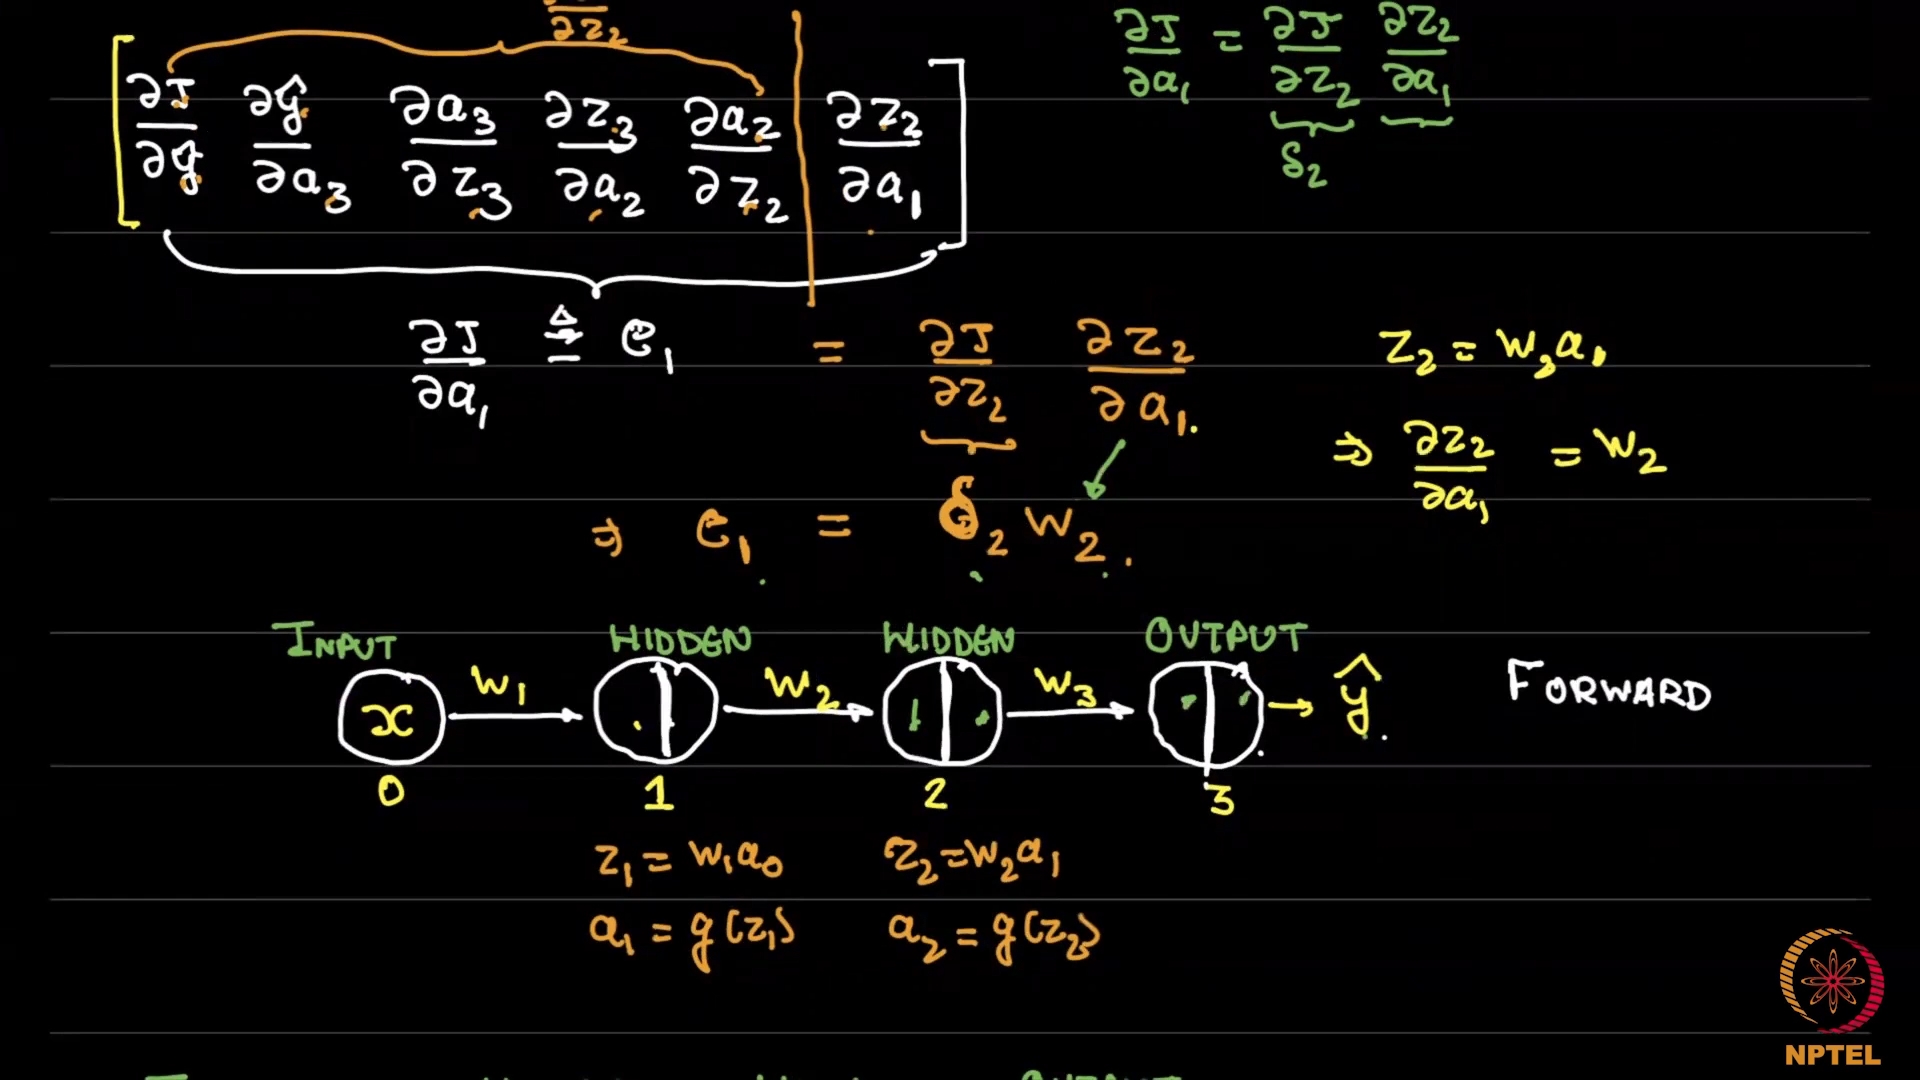 ∂z₂
∂J/∂a₁ = ∂J/∂z₂ ∂z₂/∂a₁
δ₂
[∂J/∂ŷ ∂ŷ/∂a₃ ∂a₃/∂z₃ ∂z₃/∂a₂ ∂a₂/∂z₂ | ∂z₂/∂a₁]
∂J/∂a₁ ≜ e₁ = ∂J/∂z₂ ∂z₂/∂a₁
z₂ = w₂a₁
⇒ ∂z₂/∂a₁ = w₂
⇒ e₁ = δ₂ w₂.
INPUT HIDDEN HIDDEN OUTPUT
x w₁ w₂ w₃ → ŷ FORWARD
0 1 2 3
z₁ = w₁a₀ z₂ = w₂a₁
a₁ = g(z₁) a₂ = g(z₂)
NPTEL